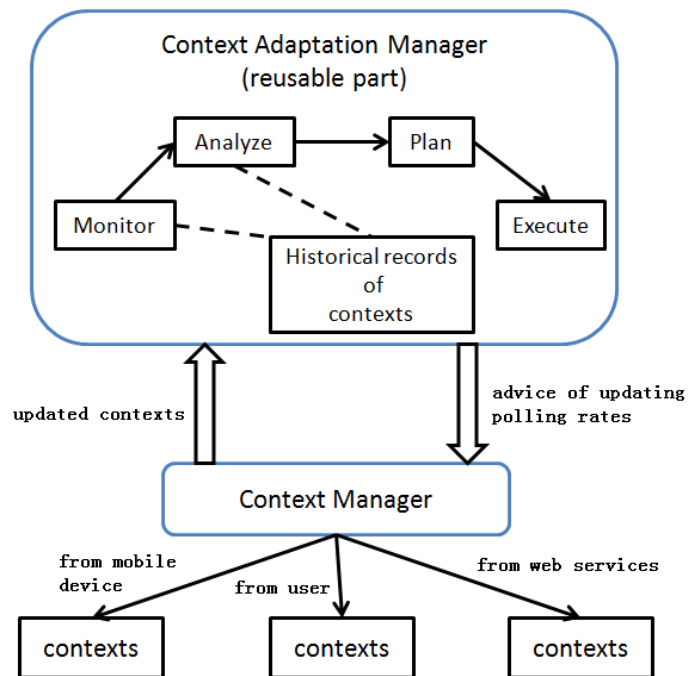 Context Adaptation Manager
(reusable part)
Analyze
Plan
Monitor
Execute
Historical records
of
contexts
updated contexts
advice of updating
polling rates
Context Manager
from mobile
device
from user
from web services
contexts
contexts
contexts